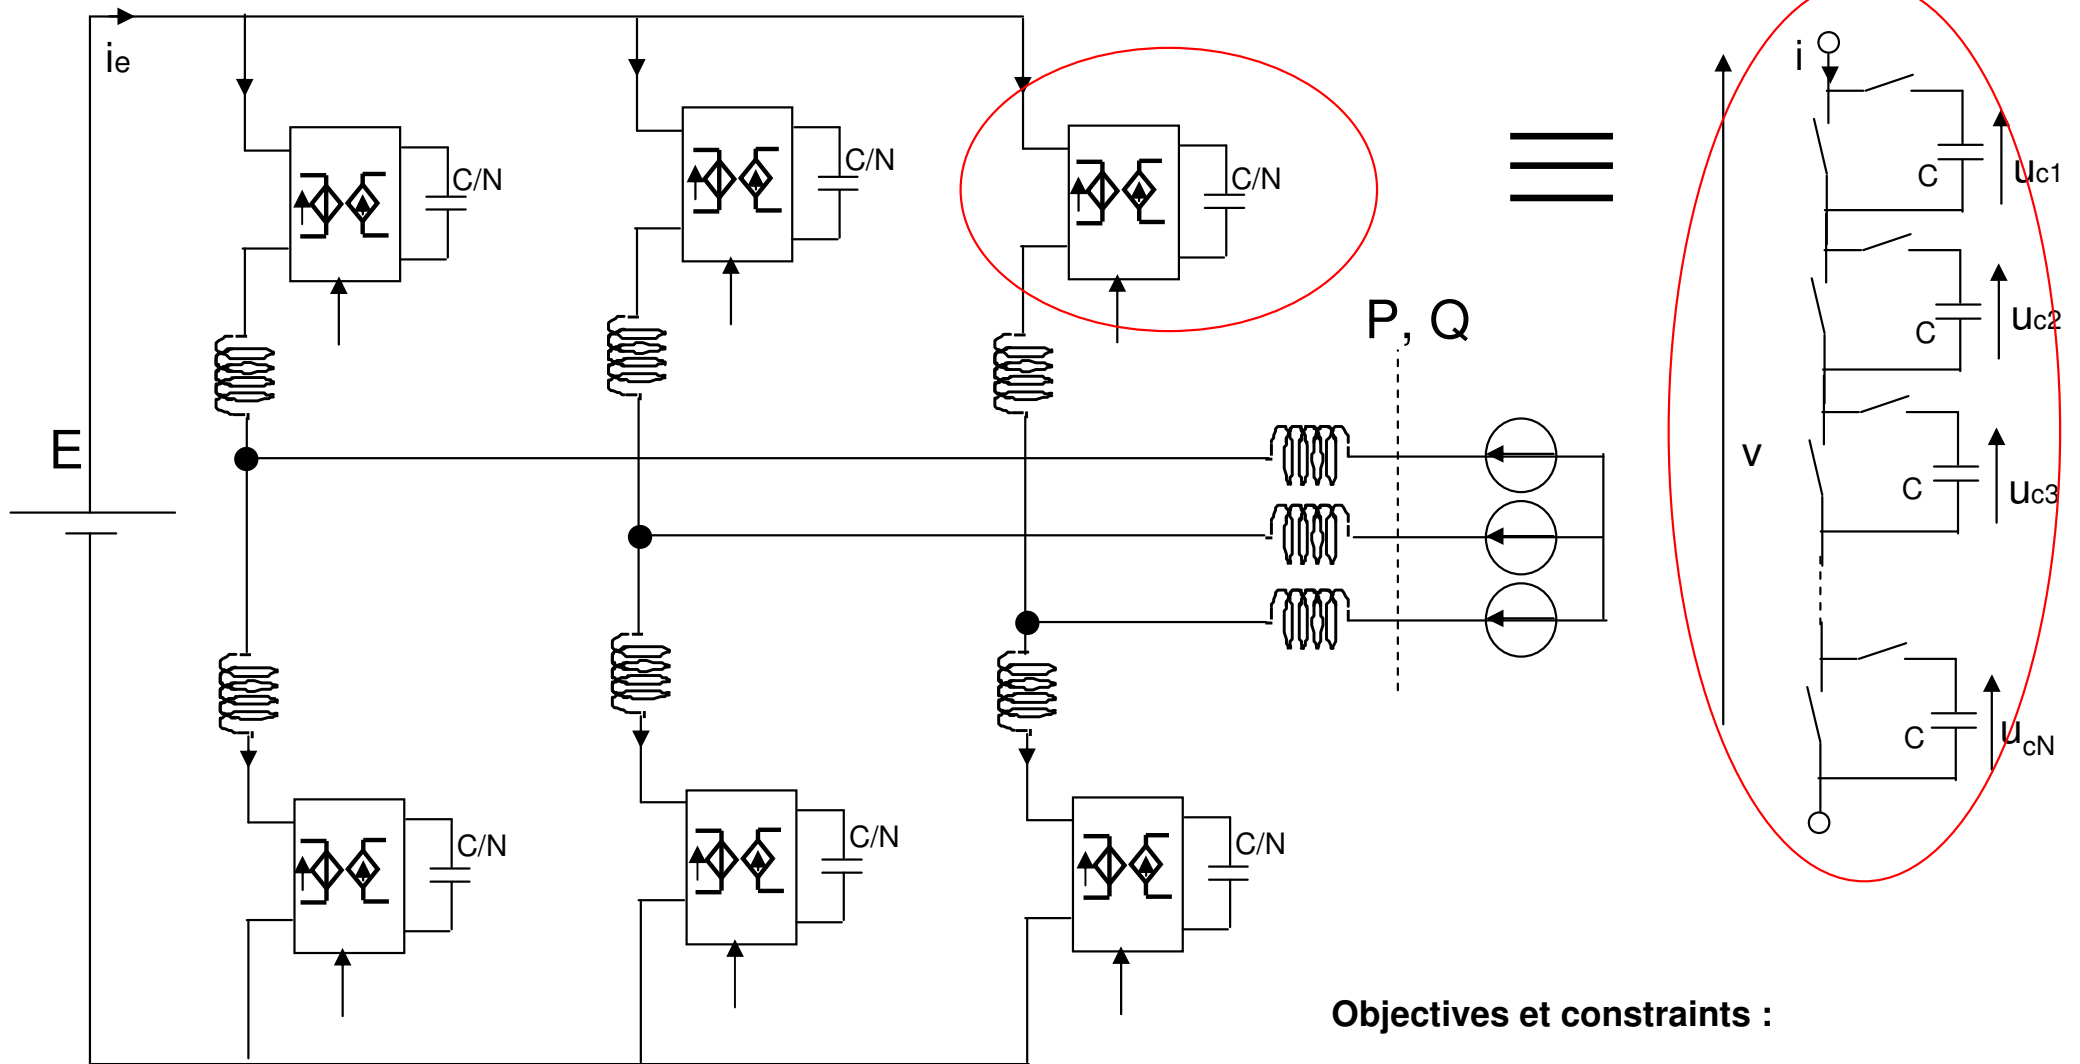 ie
E
C/N
C/N
C/N
C/N
C/N
C/N
P, Q
i
v
C
uc1
C
uc2
C
uc3
C
ucN
Objectives et constraints :